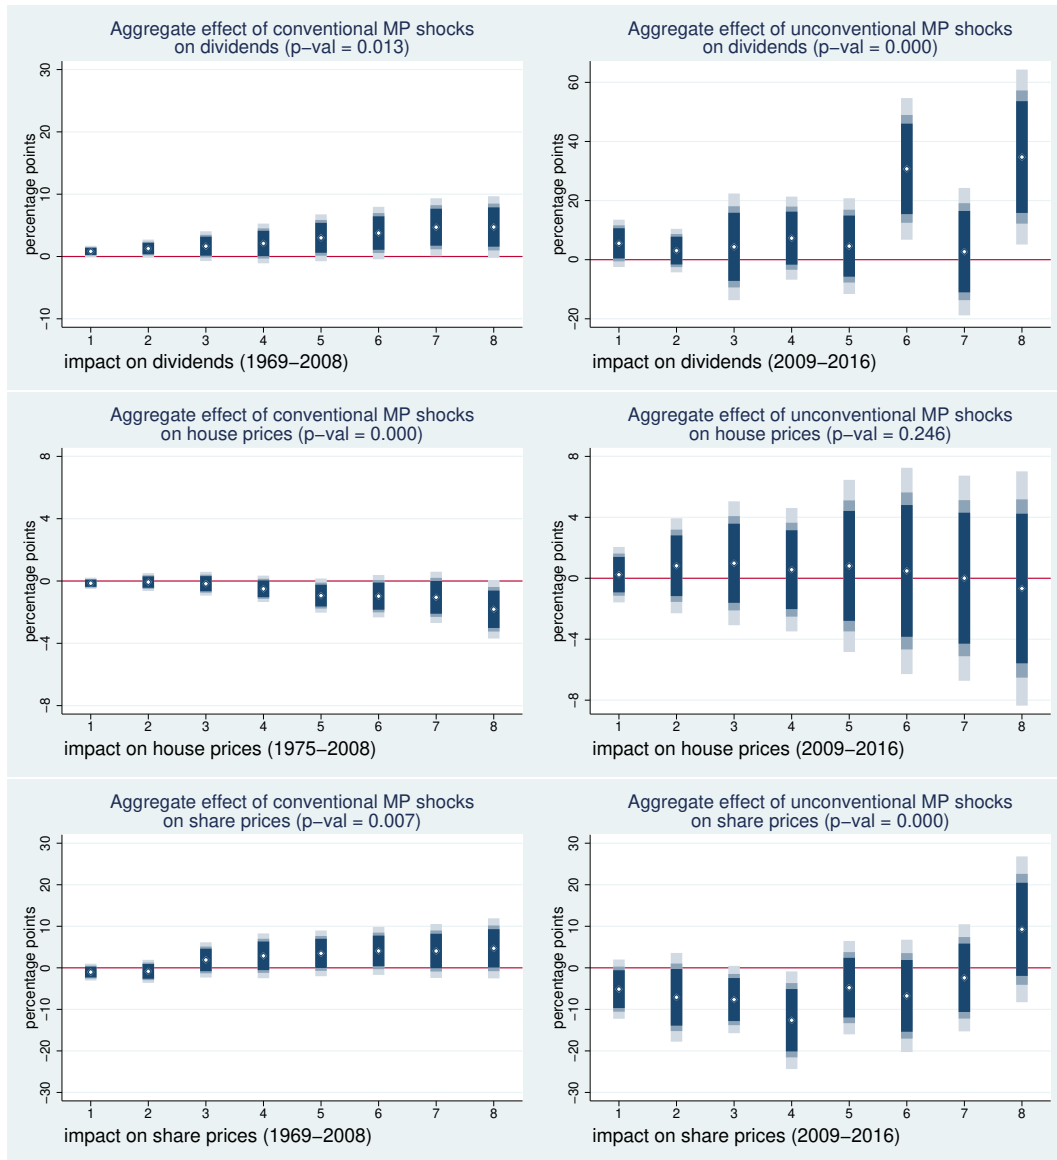 Aggregate effect of conventional MP shocks
on dividends (p−val = 0.013)
percentage points
30
20
10
0
−10
1 2 3 4 5 6 7 8
impact on dividends (1969−2008)
Aggregate effect of unconventional MP shocks
on dividends (p−val = 0.000)
percentage points
60
40
20
0
−20
1 2 3 4 5 6 7 8
impact on dividends (2009−2016)
Aggregate effect of conventional MP shocks
on house prices (p−val = 0.000)
percentage points
8
4
0
−4
−8
1 2 3 4 5 6 7 8
impact on house prices (1975−2008)
Aggregate effect of unconventional MP shocks
on house prices (p−val = 0.246)
percentage points
8
4
0
−4
−8
1 2 3 4 5 6 7 8
impact on house prices (2009−2016)
Aggregate effect of conventional MP shocks
on share prices (p−val = 0.007)
percentage points
30
20
10
0
−10
−20
−30
1 2 3 4 5 6 7 8
impact on share prices (1969−2008)
Aggregate effect of unconventional MP shocks
on share prices (p−val = 0.000)
percentage points
30
20
10
0
−10
−20
−30
1 2 3 4 5 6 7 8
impact on share prices (2009−2016)